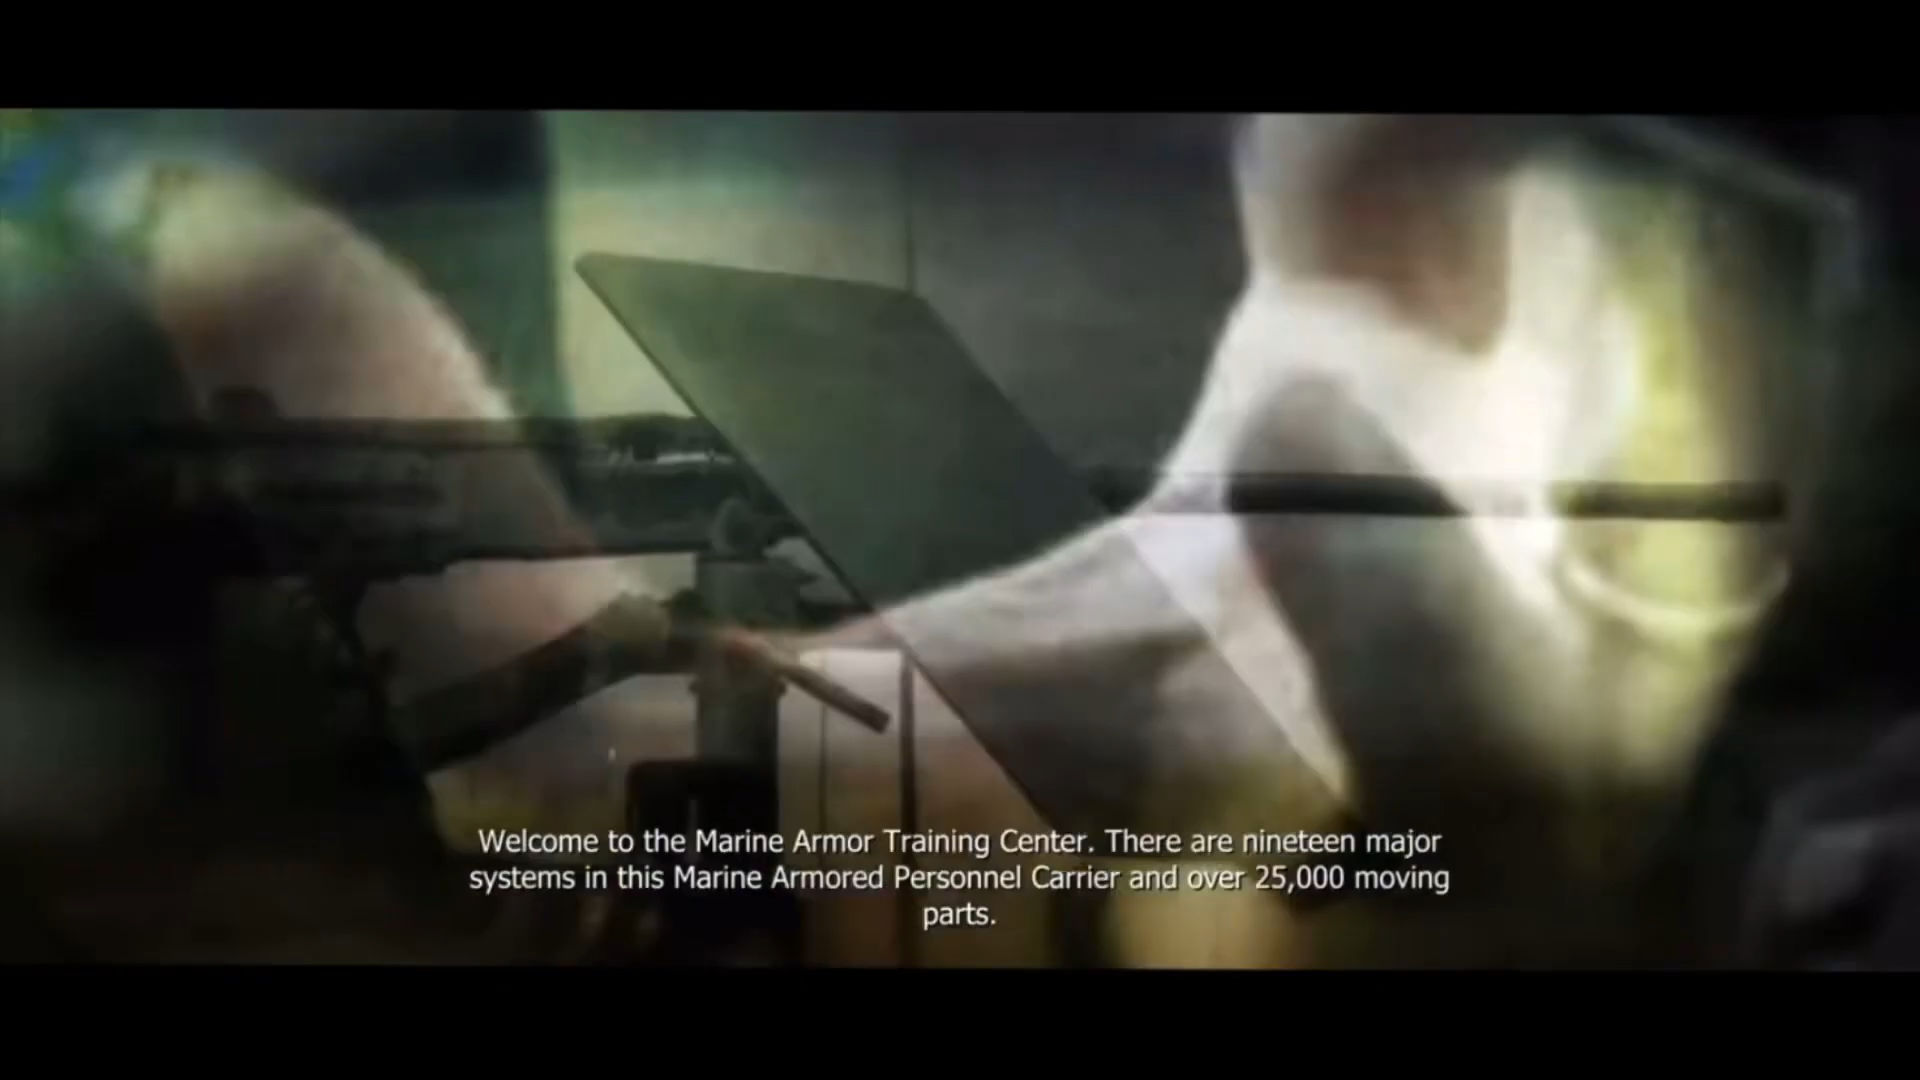 Welcome to the Marine Armor Training Center. There are nineteen major
systems in this Marine Armored Personnel Carrier and over 25,000 moving
parts.